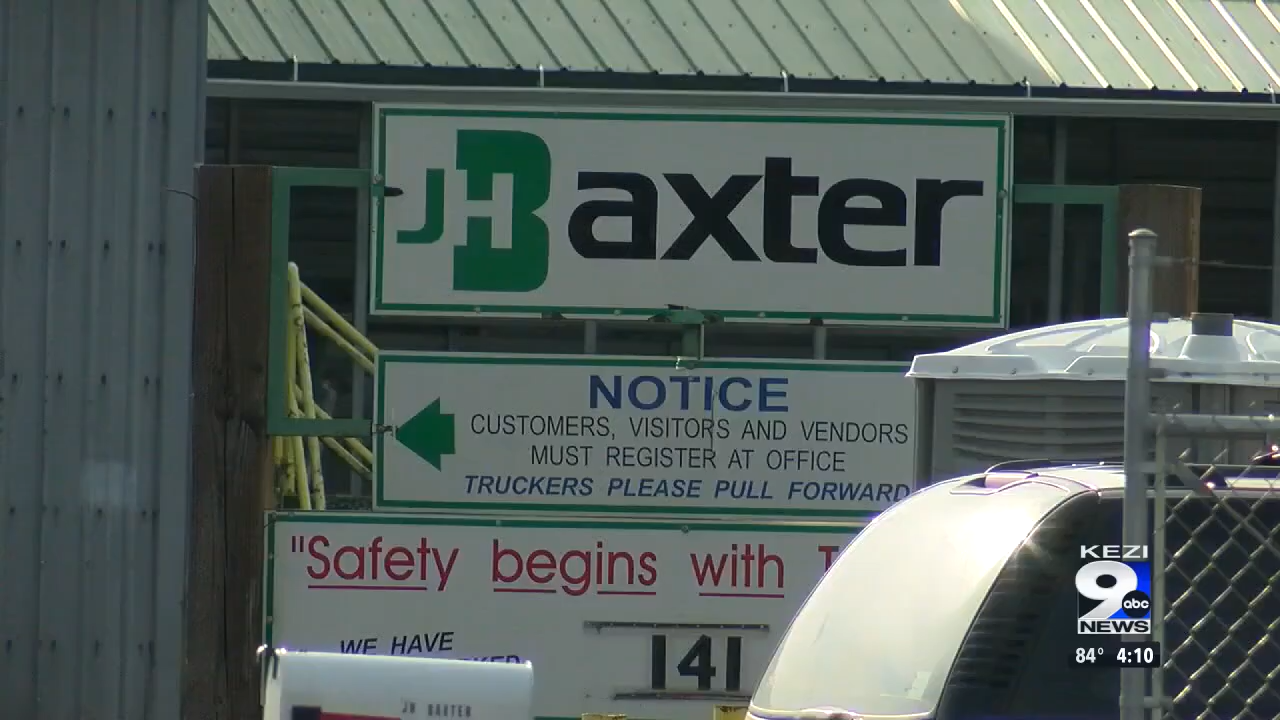 JHBaxter
NOTICE
CUSTOMERS, VISITORS AND VENDORS
MUST REGISTER AT OFFICE
TRUCKERS PLEASE PULL FORWARD
"Safety begins with
WE HAVE
141
JH BAXTER
KEZI
9
abc
NEWS
84° 4:10